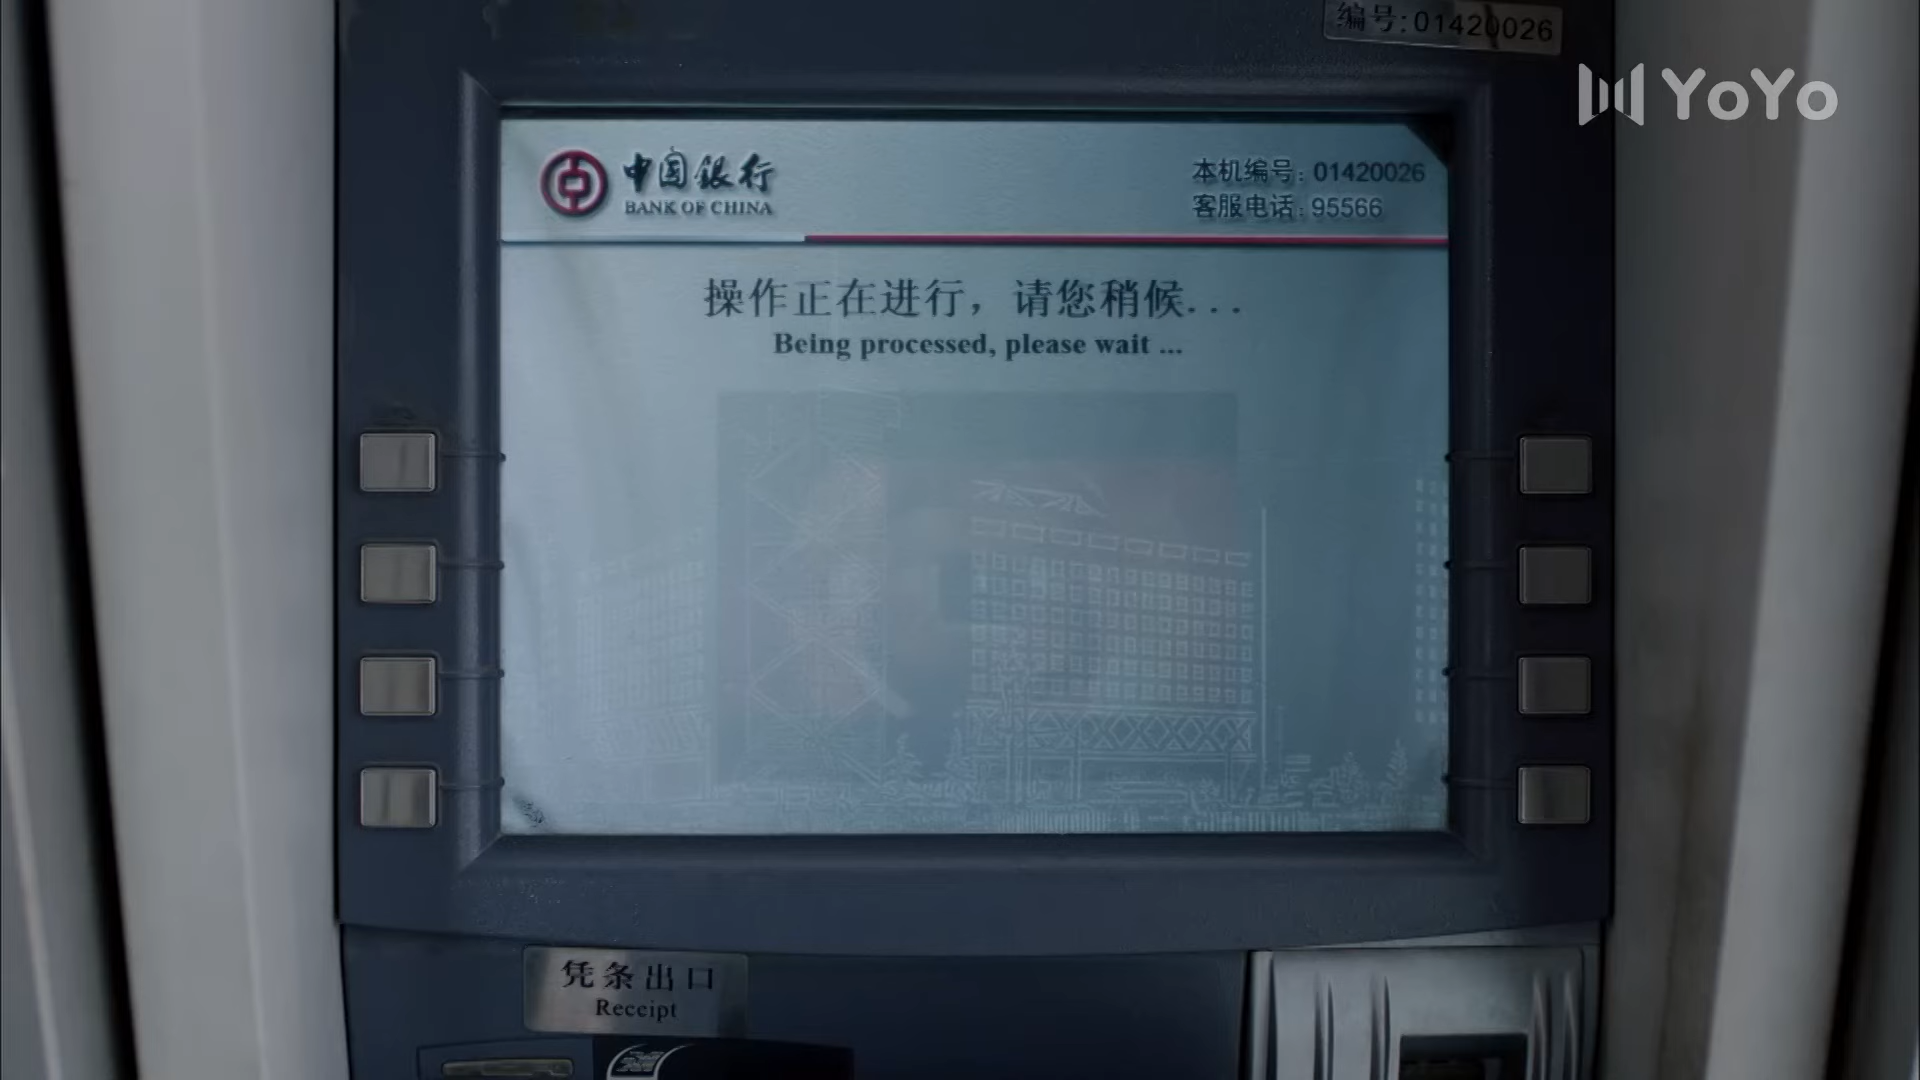 编号:01420026
YoYo
中国银行
BANK OF CHINA
本机编号: 01420026
客服电话: 95566
操作正在进行，请您稍候...
Being processed, please wait ...
凭条出口
Receipt